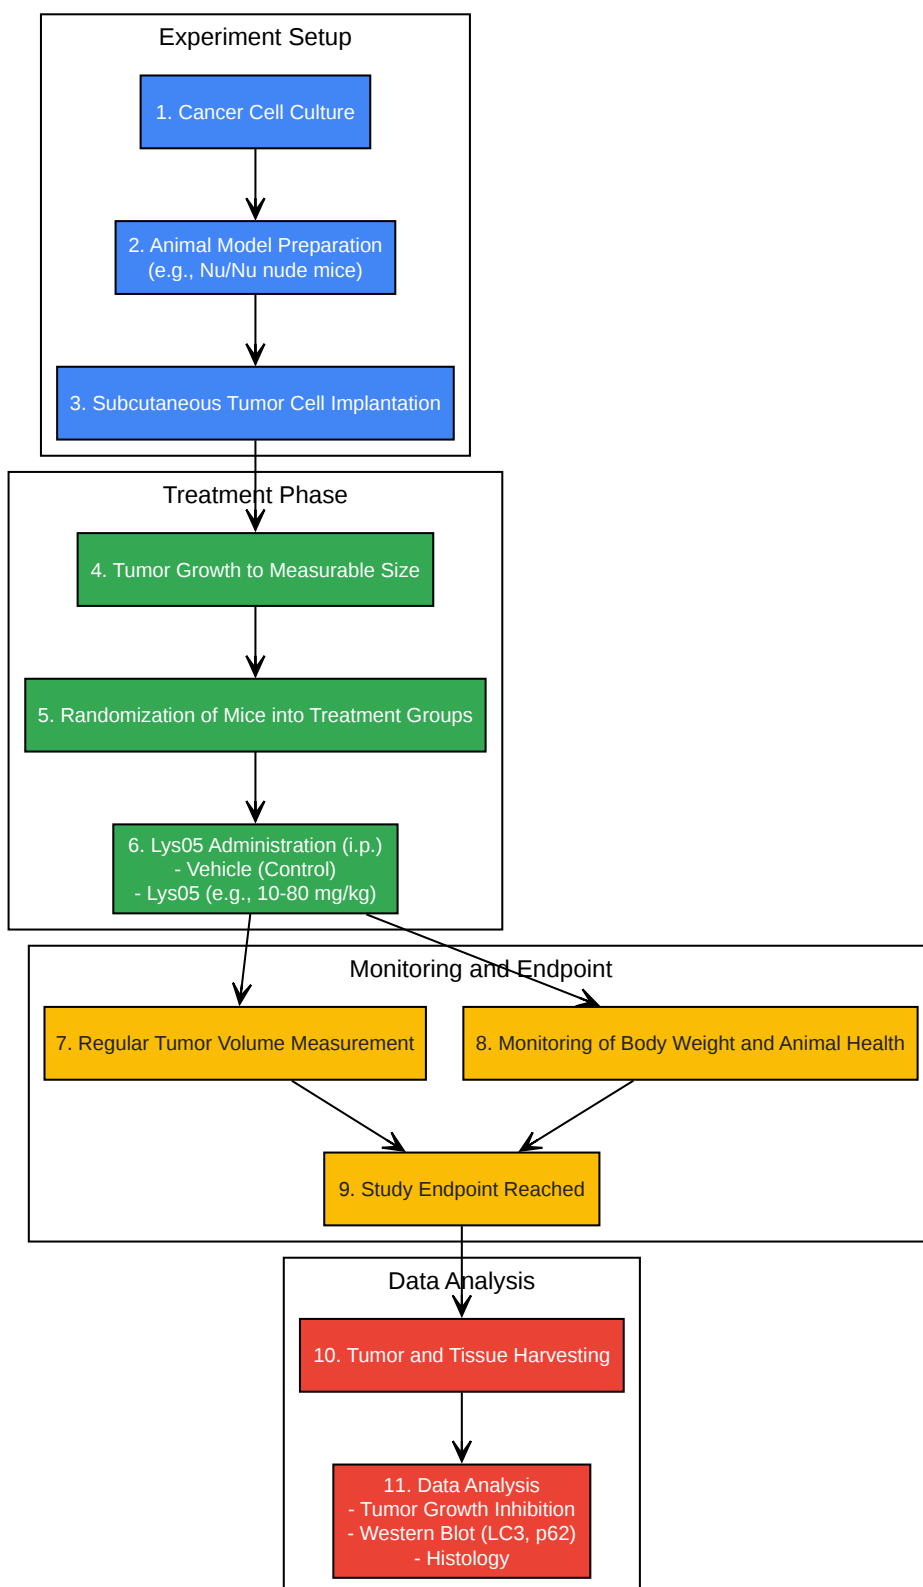 Experiment Setup
1. Cancer Cell Culture
2. Animal Model Preparation
(e.g., Nu/Nu nude mice)
3. Subcutaneous Tumor Cell Implantation
Treatment Phase
4. Tumor Growth to Measurable Size
5. Randomization of Mice into Treatment Groups
6. Lys05 Administration (i.p.)
- Vehicle (Control)
- Lys05 (e.g., 10-80 mg/kg)
Monitoring and Endpoint
7. Regular Tumor Volume Measurement
8. Monitoring of Body Weight and Animal Health
9. Study Endpoint Reached
Data Analysis
10. Tumor and Tissue Harvesting
11. Data Analysis
- Tumor Growth Inhibition
- Western Blot (LC3, p62)
- Histology